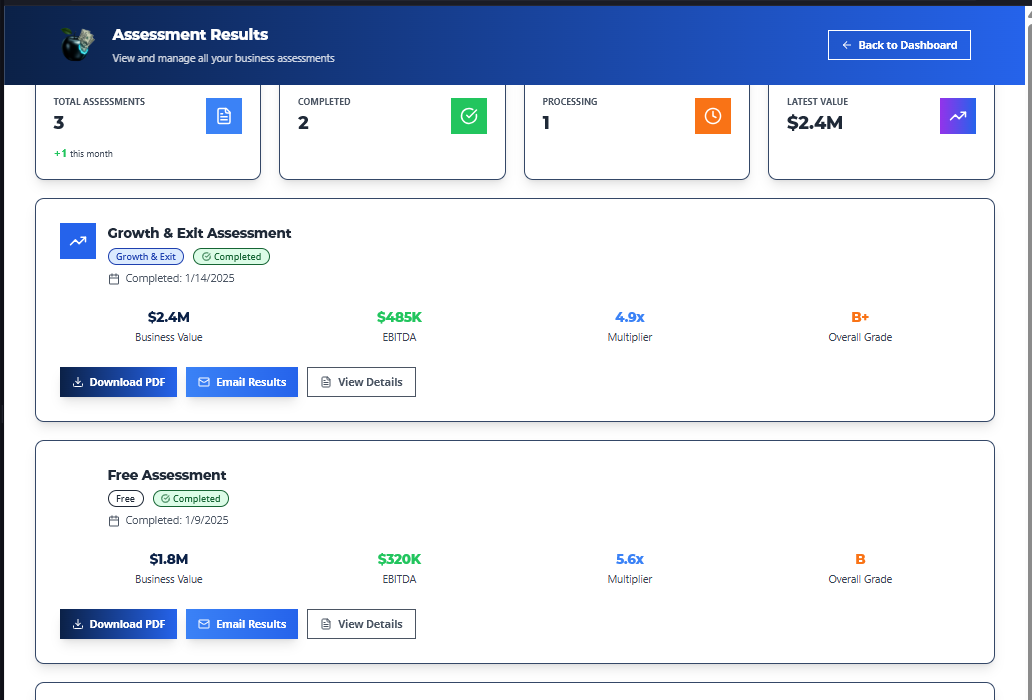 Assessment Results
View and manage all your business assessments
Back to Dashboard
TOTAL ASSESSMENTS
3
+1 this month
COMPLETED
2
PROCESSING
1
LATEST VALUE
$2.4M
Growth & Exit Assessment
Growth & Exit
Completed
Completed: 1/14/2025
$2.4M
Business Value
$485K
EBITDA
4.9x
Multiplier
B+
Overall Grade
Download PDF
Email Results
View Details
Free Assessment
Free
Completed
Completed: 1/9/2025
$1.8M
Business Value
$320K
EBITDA
5.6x
Multiplier
B
Overall Grade
Download PDF
Email Results
View Details